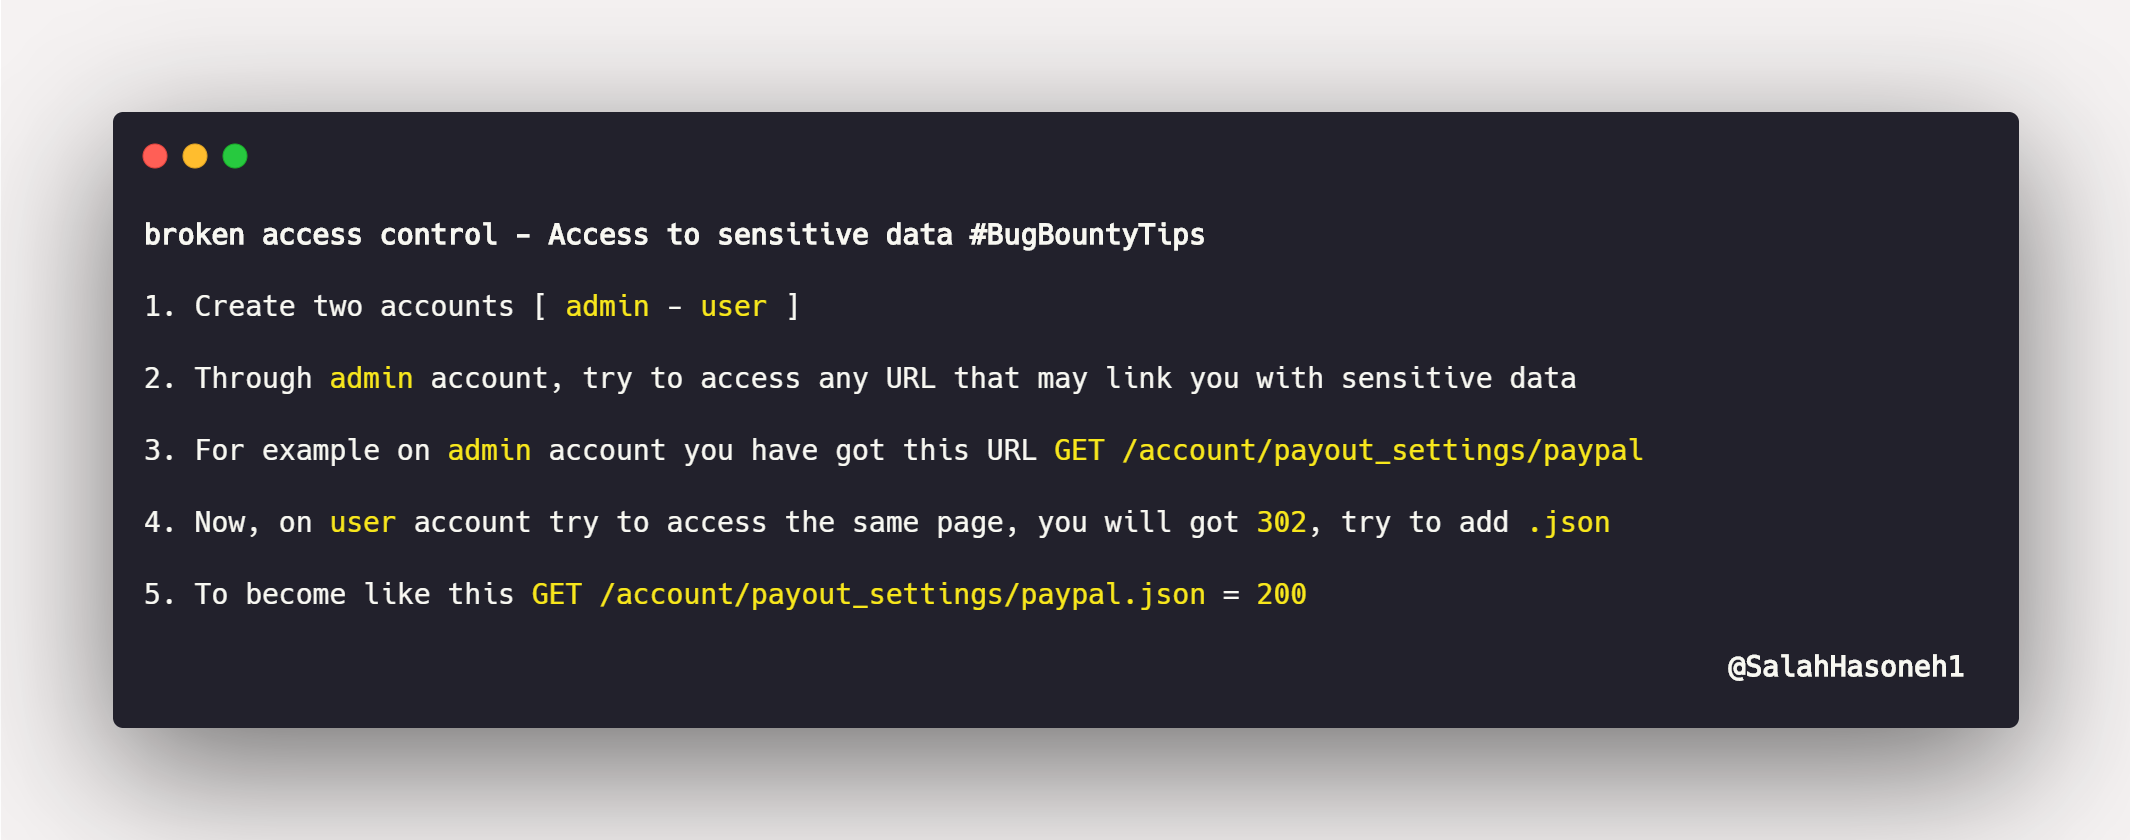 broken access control - Access to sensitive data #BugBountyTips
1. Create two accounts [ admin - user ]
2. Through admin account, try to access any URL that may link you with sensitive data
3. For example on admin account you have got this URL GET /account/payout_settings/paypal
4. Now, on user account try to access the same page, you will got 302, try to add .json
5. To become like this GET /account/payout_settings/paypal.json = 200
@SalahHasoneh1